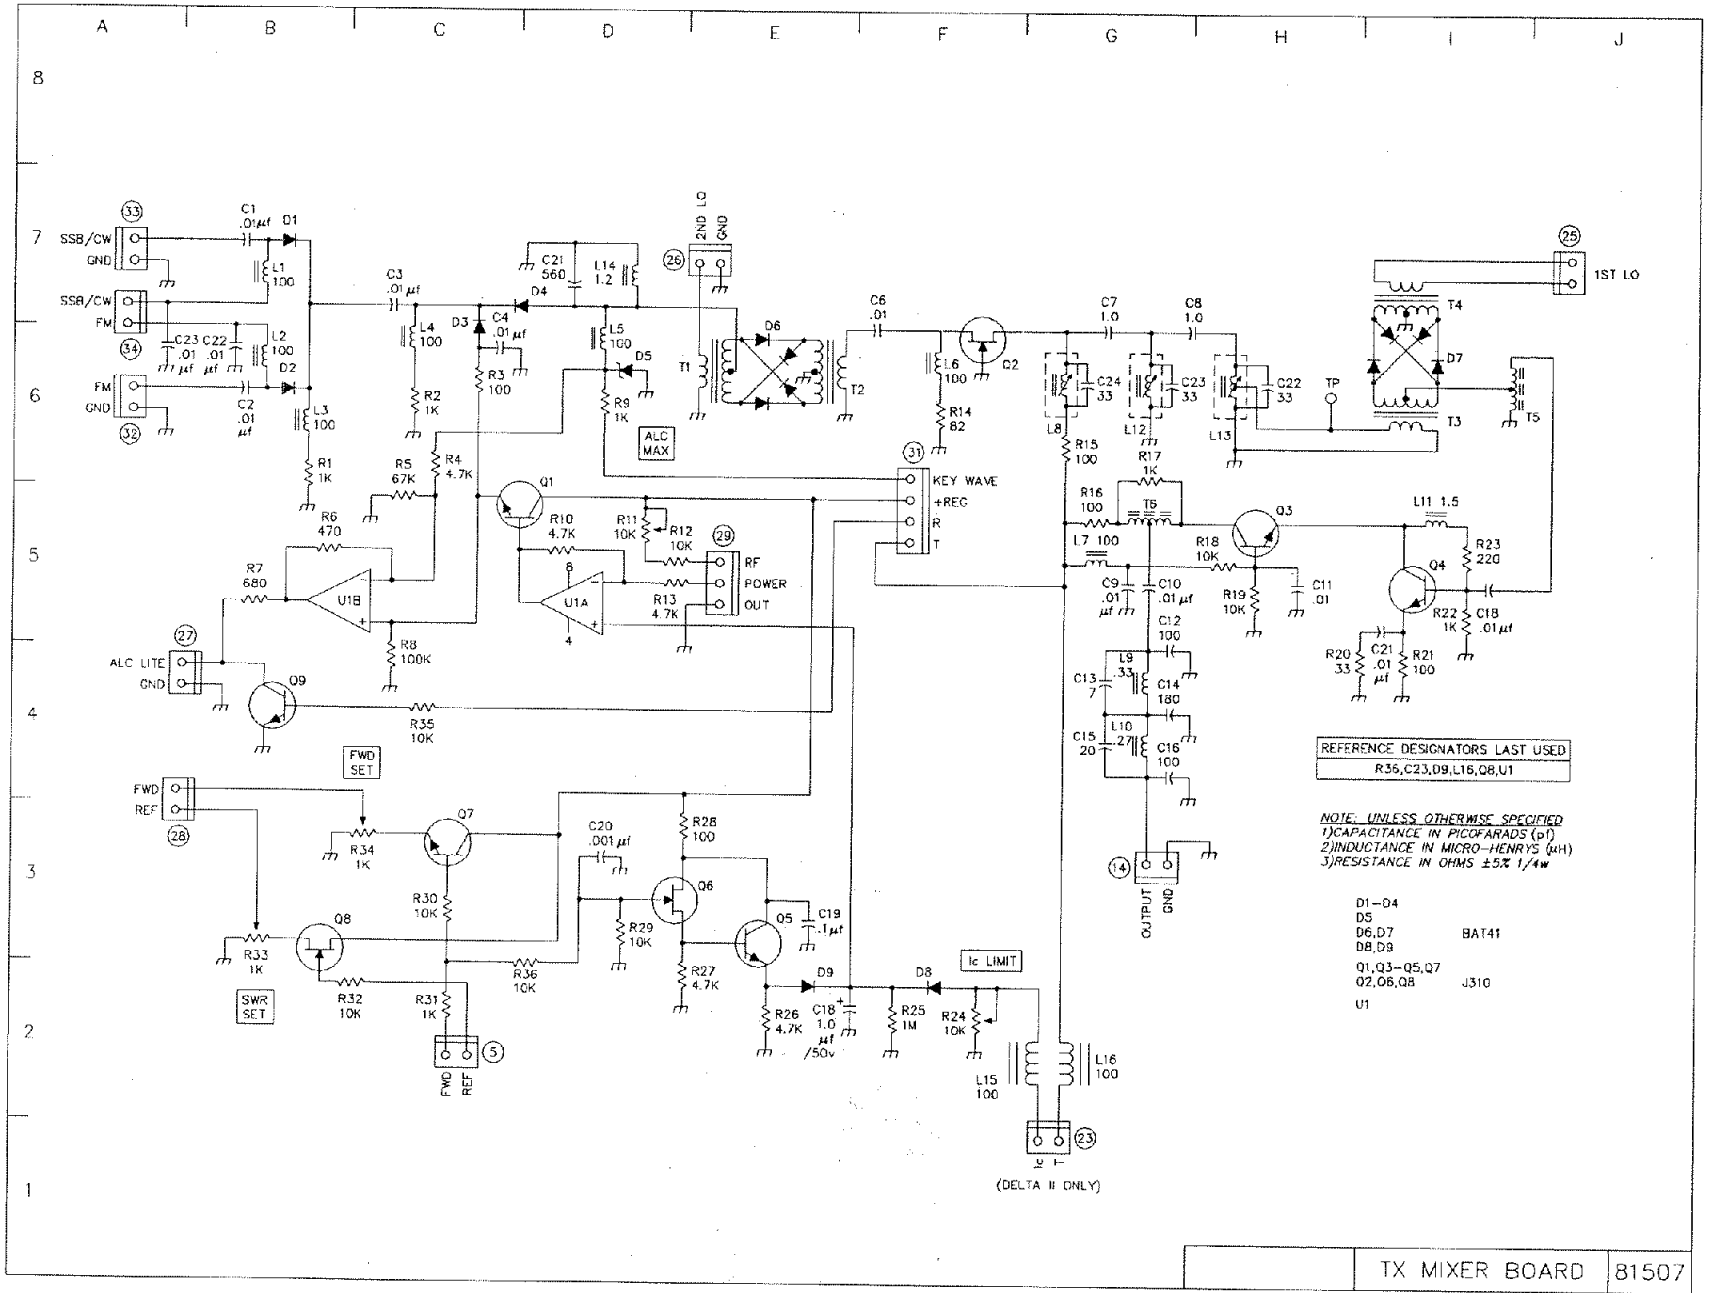 A B C D E F G H I J
8
7
6
5
4
3
2
1
33
SSB/CW
GND
C1
.01µf
D1
L1
100
SSB/CW
FM
34
C23
.01
µf
C22
.01
µf
L2
100
D2
FM
GND
32
C2
.01
µf
L3
100
R1
1K
C3
.01µf
L4
100
R2
1K
D3
C4
.01
µf
R3
100
D4
C21
560
L14
1.2
L5
100
D5
R9
1K
ALC
MAX
2ND LO
GND
26
T1
D6
T2
C6
.01
L6
100
R14
82
Q2
C7
1.0
C8
1.0
C24
33
L8
C23
33
L12
C22
33
L13
TP
25
1ST LO
T4
D7
T3
T5
R15
100
R17
1K
R16
100
T6
L7 100
R18
10K
Q3
L11 1.5
R23
220
Q4
C9
.01
µf
C10
.01µf
R19
10K
C11
.01
R22
1K
C18
.01µf
R20
33
C21
.01
µf
R21
100
31
KEY WAVE
+REG
R
T
R5
67K
R4
4.7K
Q1
R6
470
R7
680
U1B
-
+
R8
100K
R10
4.7K
R11
10K
R12
10K
29
RF
POWER
OUT
8
U1A
-
+
4
R13
4.7K
27
ALC LITE
GND
Q9
R35
10K
C12
100
L9
.33
C13
7
C14
180
L10
.27
C15
20
C16
100
REFERENCE DESIGNATORS LAST USED
R36,C23,D9,L16,Q8,U1
NOTE: UNLESS OTHERWISE SPECIFIED
1)CAPACITANCE IN PICOFARADS (pf)
2)INDUCTANCE IN MICRO-HENRYS (µH)
3)RESISTANCE IN OHMS ±5% 1/4w
FWD
SET
FWD
REF
28
R34
1K
Q7
R30
10K
C20
.001µf
R28
100
Q6
R29
10K
Q5
C19
.1µf
14
OUTPUT
GND
R33
1K
SWR
SET
Q8
R32
10K
R31
1K
R36
10K
5
FWD
REF
R27
4.7K
R26
4.7K
D9
C18
+
1.0
µf
/50v
R25
1M
D8
Ic LIMIT
R24
10K
L15
100
L16
100
23
Ic
T
(DELTA II ONLY)
D1-D4
D5
D6,D7 BAT41
D8,D9
Q1,Q3-Q5,Q7
Q2,Q6,Q8 J310
U1
TX MIXER BOARD 81507